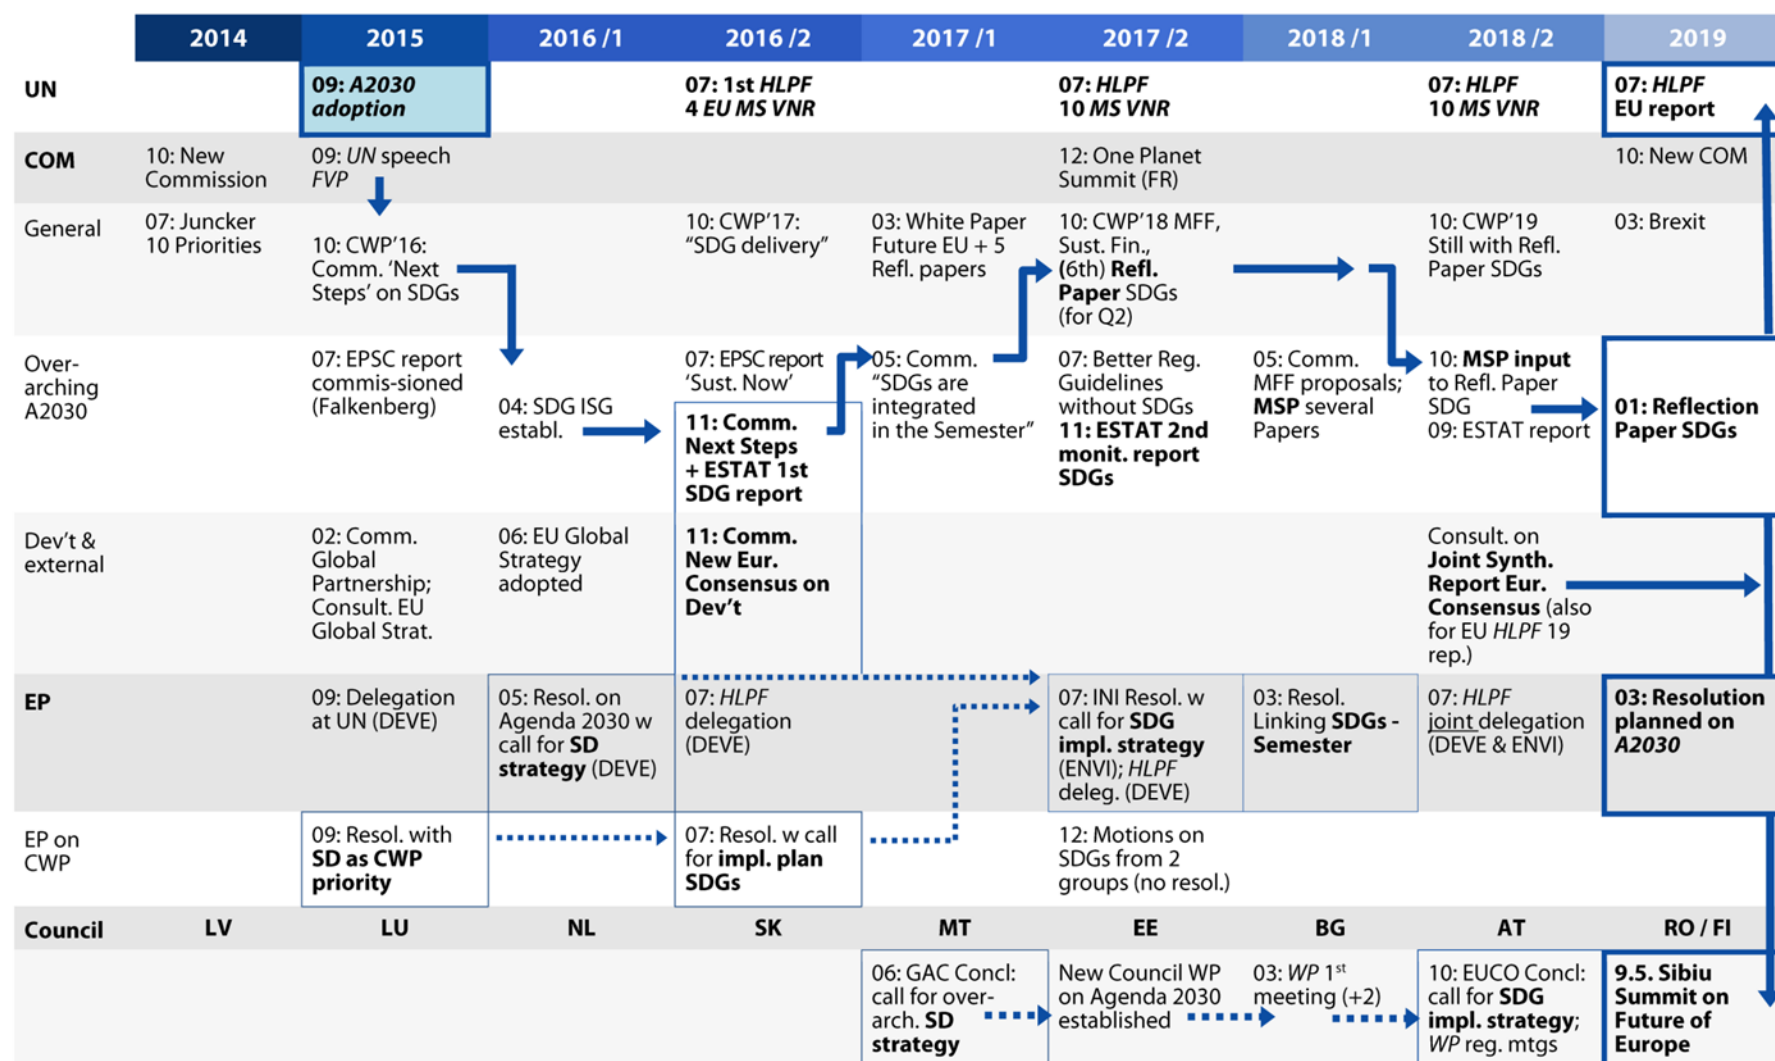 2014 2015 2016 /1 2016 /2 2017 /1 2017 /2 2018 /1 2018 /2 2019
UN
09: A2030
adoption
07: 1st HLPF
4 EU MS VNR
07: HLPF
10 MS VNR
07: HLPF
10 MS VNR
07: HLPF
EU report
COM
10: New
Commission
09: UN speech
FVP
12: One Planet
Summit (FR)
10: New COM
General
07: Juncker
10 Priorities
10: CWP’16:
Comm. ‘Next
Steps’ on SDGs
10: CWP’17:
“SDG delivery”
03: White Paper
Future EU + 5
Refl. papers
10: CWP’18 MFF,
Sust. Fin.,
(6th) Refl.
Paper SDGs
(for Q2)
10: CWP’19
Still with Refl.
Paper SDGs
03: Brexit
Over-
arching
A2030
07: EPSC report
commis-sioned
(Falkenberg)
04: SDG ISG
establ.
07: EPSC report
‘Sust. Now’
11: Comm.
Next Steps
+ ESTAT 1st
SDG report
05: Comm.
“SDGs are
integrated
in the Semester”
07: Better Reg.
Guidelines
without SDGs
11: ESTAT 2nd
monit. report
SDGs
05: Comm.
MFF proposals;
MSP several
Papers
10: MSP input
to Refl. Paper
SDG
09: ESTAT report
01: Reflection
Paper SDGs
Dev’t &
external
02: Comm.
Global
Partnership;
Consult. EU
Global Strat.
06: EU Global
Strategy
adopted
11: Comm.
New Eur.
Consensus on
Dev’t
Consult. on
Joint Synth.
Report Eur.
Consensus (also
for EU HLPF 19
rep.)
EP
09: Delegation
at UN (DEVE)
05: Resol. on
Agenda 2030 w
call for SD
strategy (DEVE)
07: HLPF
delegation
(DEVE)
07: INI Resol. w
call for SDG
impl. strategy
(ENVI); HLPF
deleg. (DEVE)
03: Resol.
Linking SDGs -
Semester
07: HLPF
joint delegation
(DEVE & ENVI)
03: Resolution
planned on
A2030
EP on
CWP
09: Resol. with
SD as CWP
priority
07: Resol. w call
for impl. plan
SDGs
12: Motions on
SDGs from 2
groups (no resol.)
Council LV LU NL SK MT EE BG AT RO / FI
06: GAC Concl:
call for over-
arch. SD
strategy
New Council WP
on Agenda 2030
established
03: WP 1st
meeting (+2)
10: EUCO Concl:
call for SDG
impl. strategy;
WP reg. mtgs
9.5. Sibiu
Summit on
Future of
Europe